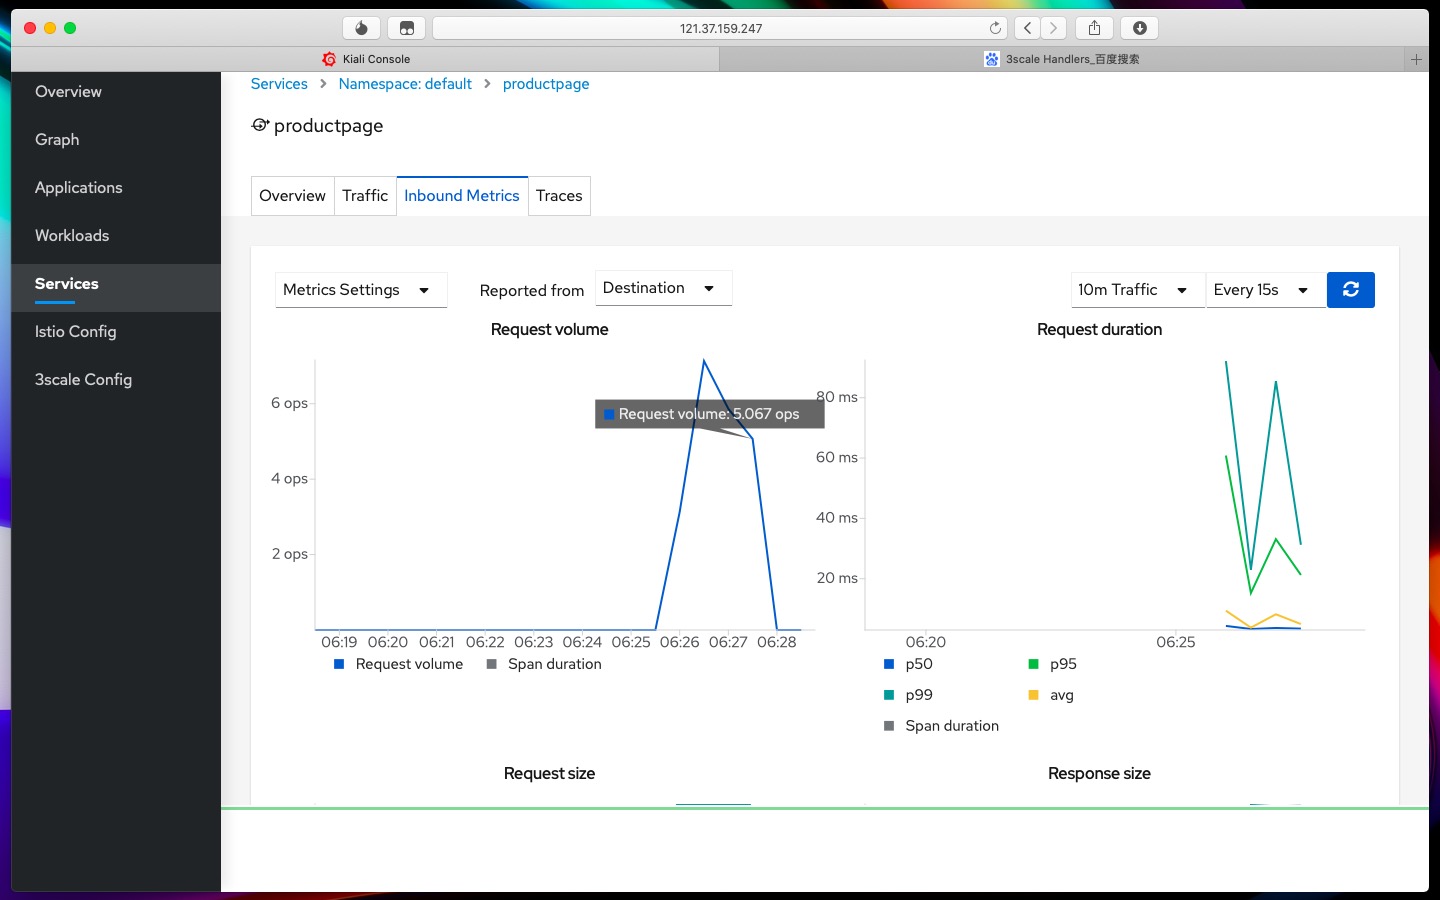 121.37.159.247
Kiali Console
3scale Handlers_百度搜索
Overview
Graph
Applications
Workloads
Services
Istio Config
3scale Config
Services > Namespace: default > productpage
productpage
Overview Traffic Inbound Metrics Traces
Metrics Settings Reported from Destination 10m Traffic Every 15s
Request volume
6 ops
4 ops
2 ops
Request volume: 5.067 ops
06:19 06:20 06:21 06:22 06:23 06:24 06:25 06:26 06:27 06:28
Request volume Span duration
Request duration
80 ms
60 ms
40 ms
20 ms
06:20 06:25
p50 p95
p99 avg
Span duration
Request size
Response size